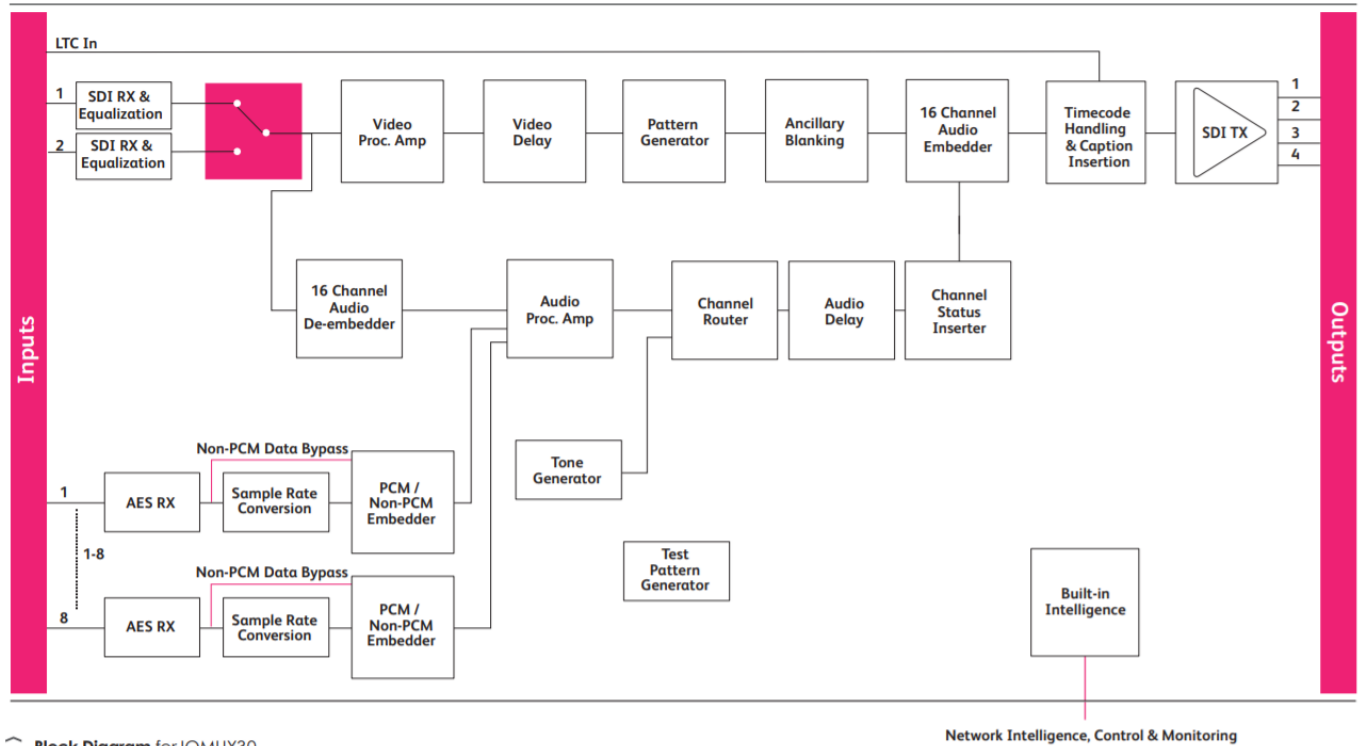 LTC In
1
SDI RX &
Equalization
2
SDI RX &
Equalization
Video
Proc. Amp
Video
Delay
Pattern
Generator
Ancillary
Blanking
16 Channel
Audio
Embedder
Timecode
Handling
& Caption
Insertion
SDI TX
1
2
3
4
Inputs
Outputs
16 Channel
Audio
De-embedder
Audio
Proc. Amp
Channel
Router
Audio
Delay
Channel
Status
Inserter
Non-PCM Data Bypass
1
AES RX
Sample Rate
Conversion
PCM /
Non-PCM
Embedder
Tone
Generator
1-8
Test
Pattern
Generator
Non-PCM Data Bypass
8
AES RX
Sample Rate
Conversion
PCM /
Non-PCM
Embedder
Built-in
Intelligence
Network Intelligence, Control & Monitoring
Block Diagram for IQMUX30